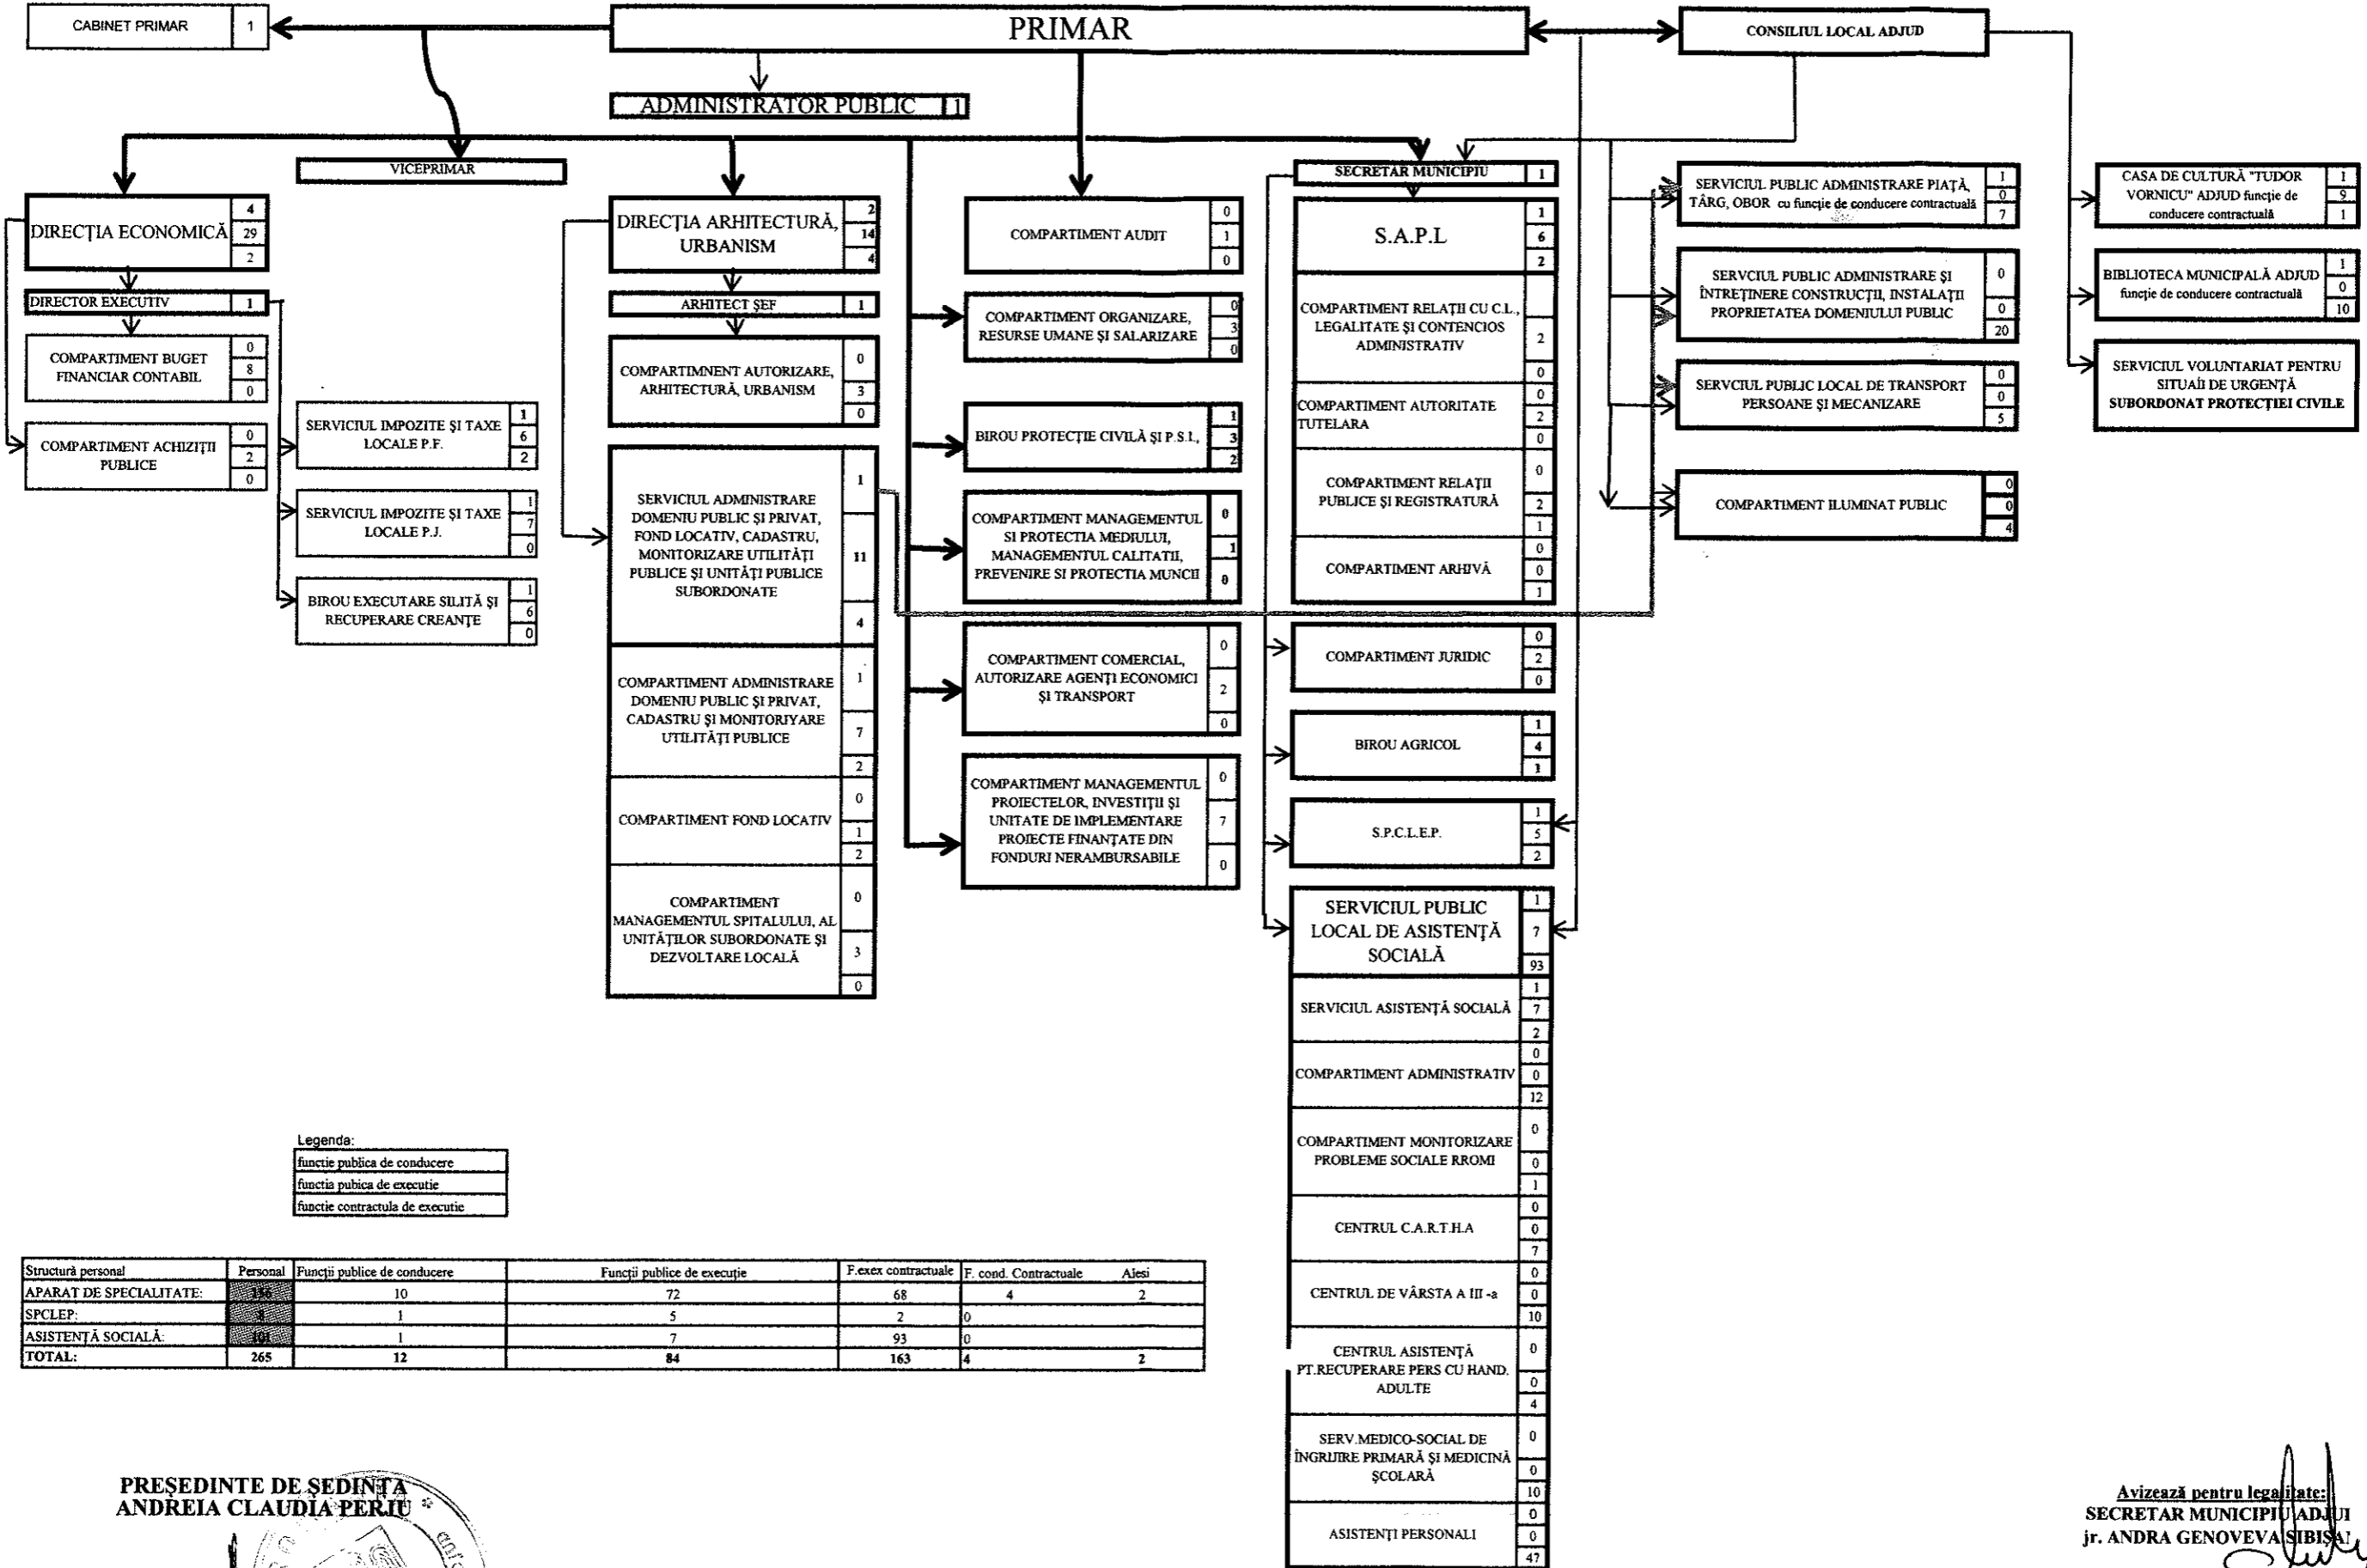 CABINET PRIMAR 1
PRIMAR
CONSILIUL LOCAL ADJUD
ADMINISTRATOR PUBLIC 1
VICEPRIMAR
DIRECȚIA ECONOMICĂ
4
29
2
DIRECTOR EXECUTIV 1
COMPARTIMENT BUGET
FINANCIAR CONTABIL
0
8
0
COMPARTIMENT ACHIZIȚII
PUBLICE
0
2
0
SERVICIUL IMPOZITE ȘI TAXE
LOCALE P.F.
1
6
2
SERVICIUL IMPOZITE ȘI TAXE
LOCALE P.J.
1
7
0
BIROU EXECUTARE SILITĂ ȘI
RECUPERARE CREANȚE
1
6
0
DIRECȚIA ARHITECTURĂ,
URBANISM
2
14
4
ARHITECT ȘEF 1
COMPARTIMNENT AUTORIZARE,
ARHITECTURĂ, URBANISM
0
3
0
SERVICIUL ADMINISTRARE
DOMENIU PUBLIC ȘI PRIVAT,
FOND LOCATIV, CADASTRU,
MONITORIZARE UTILITĂȚI
PUBLICE ȘI UNITĂȚI PUBLICE
SUBORDONATE
1
11
4
COMPARTIMENT ADMINISTRARE
DOMENIU PUBLIC ȘI PRIVAT,
CADASTRU ȘI MONITORIYARE
UTILITĂȚI PUBLICE
1
7
2
COMPARTIMENT FOND LOCATIV
0
1
2
COMPARTIMENT
MANAGEMENTUL SPITALULUI, AL
UNITĂȚILOR SUBORDONATE ȘI
DEZVOLTARE LOCALĂ
0
3
0
COMPARTIMENT AUDIT
0
1
0
COMPARTIMENT ORGANIZARE,
RESURSE UMANE ȘI SALARIZARE
0
3
0
BIROU PROTECȚIE CIVILĂ ȘI P.S.I.,
1
3
2
COMPARTIMENT MANAGEMENTUL
SI PROTECTIA MEDIULUI,
MANAGEMENTUL CALITATII,
PREVENIRE SI PROTECTIA MUNCII
0
1
0
COMPARTIMENT COMERCIAL,
AUTORIZARE AGENȚI ECONOMICI
ȘI TRANSPORT
0
2
0
COMPARTIMENT MANAGEMENTUL
PROIECTELOR, INVESTIȚII ȘI
UNITATE DE IMPLEMENTARE
PROIECTE FINANȚATE DIN
FONDURI NERAMBURSABILE
0
7
0
SECRETAR MUNICIPIU 1
S.A.P.L
1
6
2
COMPARTIMENT RELAȚII CU C.L.,
LEGALITATE ȘI CONTENCIOS
ADMINISTRATIV
2
0
COMPARTIMENT AUTORITATE
TUTELARA
0
2
0
COMPARTIMENT RELAȚII
PUBLICE ȘI REGISTRATURĂ
0
2
1
COMPARTIMENT ARHIVĂ
0
0
1
COMPARTIMENT JURIDIC
0
2
0
BIROU AGRICOL
1
4
1
S.P.C.L.E.P.
1
5
2
SERVICIUL PUBLIC
LOCAL DE ASISTENȚĂ
SOCIALĂ
1
7
93
SERVICIUL ASISTENȚĂ SOCIALĂ
1
7
2
COMPARTIMENT ADMINISTRATIV
0
0
12
COMPARTIMENT MONITORIZARE
PROBLEME SOCIALE RROMI
0
0
1
CENTRUL C.A.R.T.H.A
0
0
7
CENTRUL DE VÂRSTA A III -a
0
0
10
CENTRUL ASISTENȚĂ
PT.RECUPERARE PERS CU HAND.
ADULTE
0
0
4
SERV.MEDICO-SOCIAL DE
ÎNGRIJIRE PRIMARĂ ȘI MEDICINĂ
ȘCOLARĂ
0
0
10
ASISTENȚI PERSONALI
0
0
47
SERVICIUL PUBLIC ADMINISTRARE PIAȚĂ,
TÂRG, OBOR cu funcție de conducere contractuală
1
0
7
SERVCIUL PUBLIC ADMINISTRARE ȘI
ÎNTREȚINERE CONSTRUCȚII, INSTALAȚII
PROPRIETATEA DOMENIULUI PUBLIC
0
0
20
SERVCIUL PUBLIC LOCAL DE TRANSPORT
PERSOANE ȘI MECANIZARE
0
0
5
COMPARTIMENT ILUMINAT PUBLIC
0
0
4
CASA DE CULTURĂ "TUDOR
VORNICU" ADJUD funcție de
conducere contractuală
1
9
1
BIBLIOTECA MUNICIPALĂ ADJUD
funcție de conducere contractuală
1
0
10
SERVICIUL VOLUNTARIAT PENTRU
SITUAÎI DE URGENȚĂ
SUBORDONAT PROTECȚIEI CIVILE
Legenda:
functie publica de conducere
functia pubica de executie
functie contractula de executie
Structură personal Personal Funcții publice de conducere Funcții publice de execuție F.exex contractuale F. cond. Contractuale Alesi
APARAT DE SPECIALITATE: 156 10 72 68 4 2
SPCLEP: 8 1 5 2 0
ASISTENȚĂ SOCIALĂ: 101 1 7 93 0
TOTAL: 265 12 84 163 4 2
PREȘEDINTE DE ȘEDINȚĂ
ANDREIA CLAUDIA PERJU
Avizează pentru legalitate:
SECRETAR MUNICIPIU ADJU
jr. ANDRA GENOVEVA